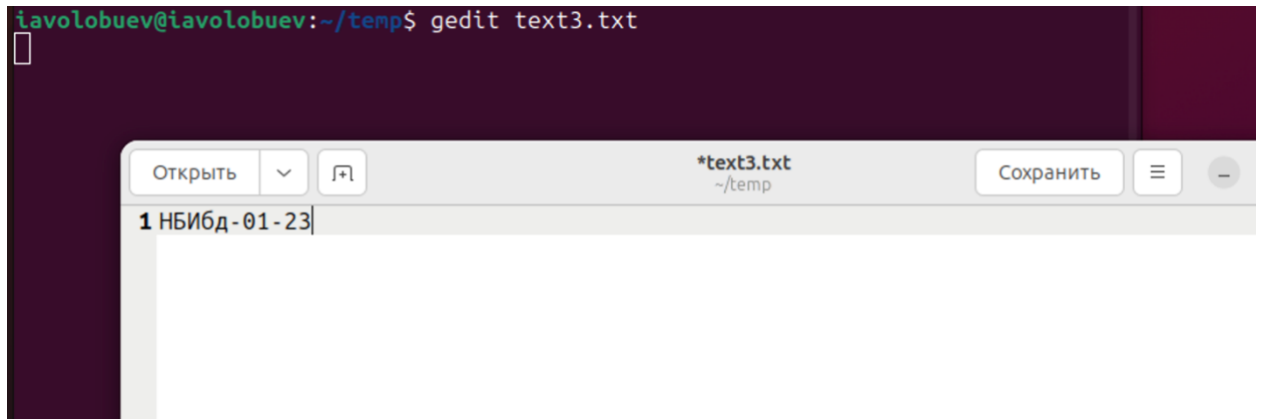 iavolobuev@iavolobuev:~/temp$ gedit text3.txt
Открыть
*text3.txt
~/temp
Сохранить
1 НБИбд-01-23